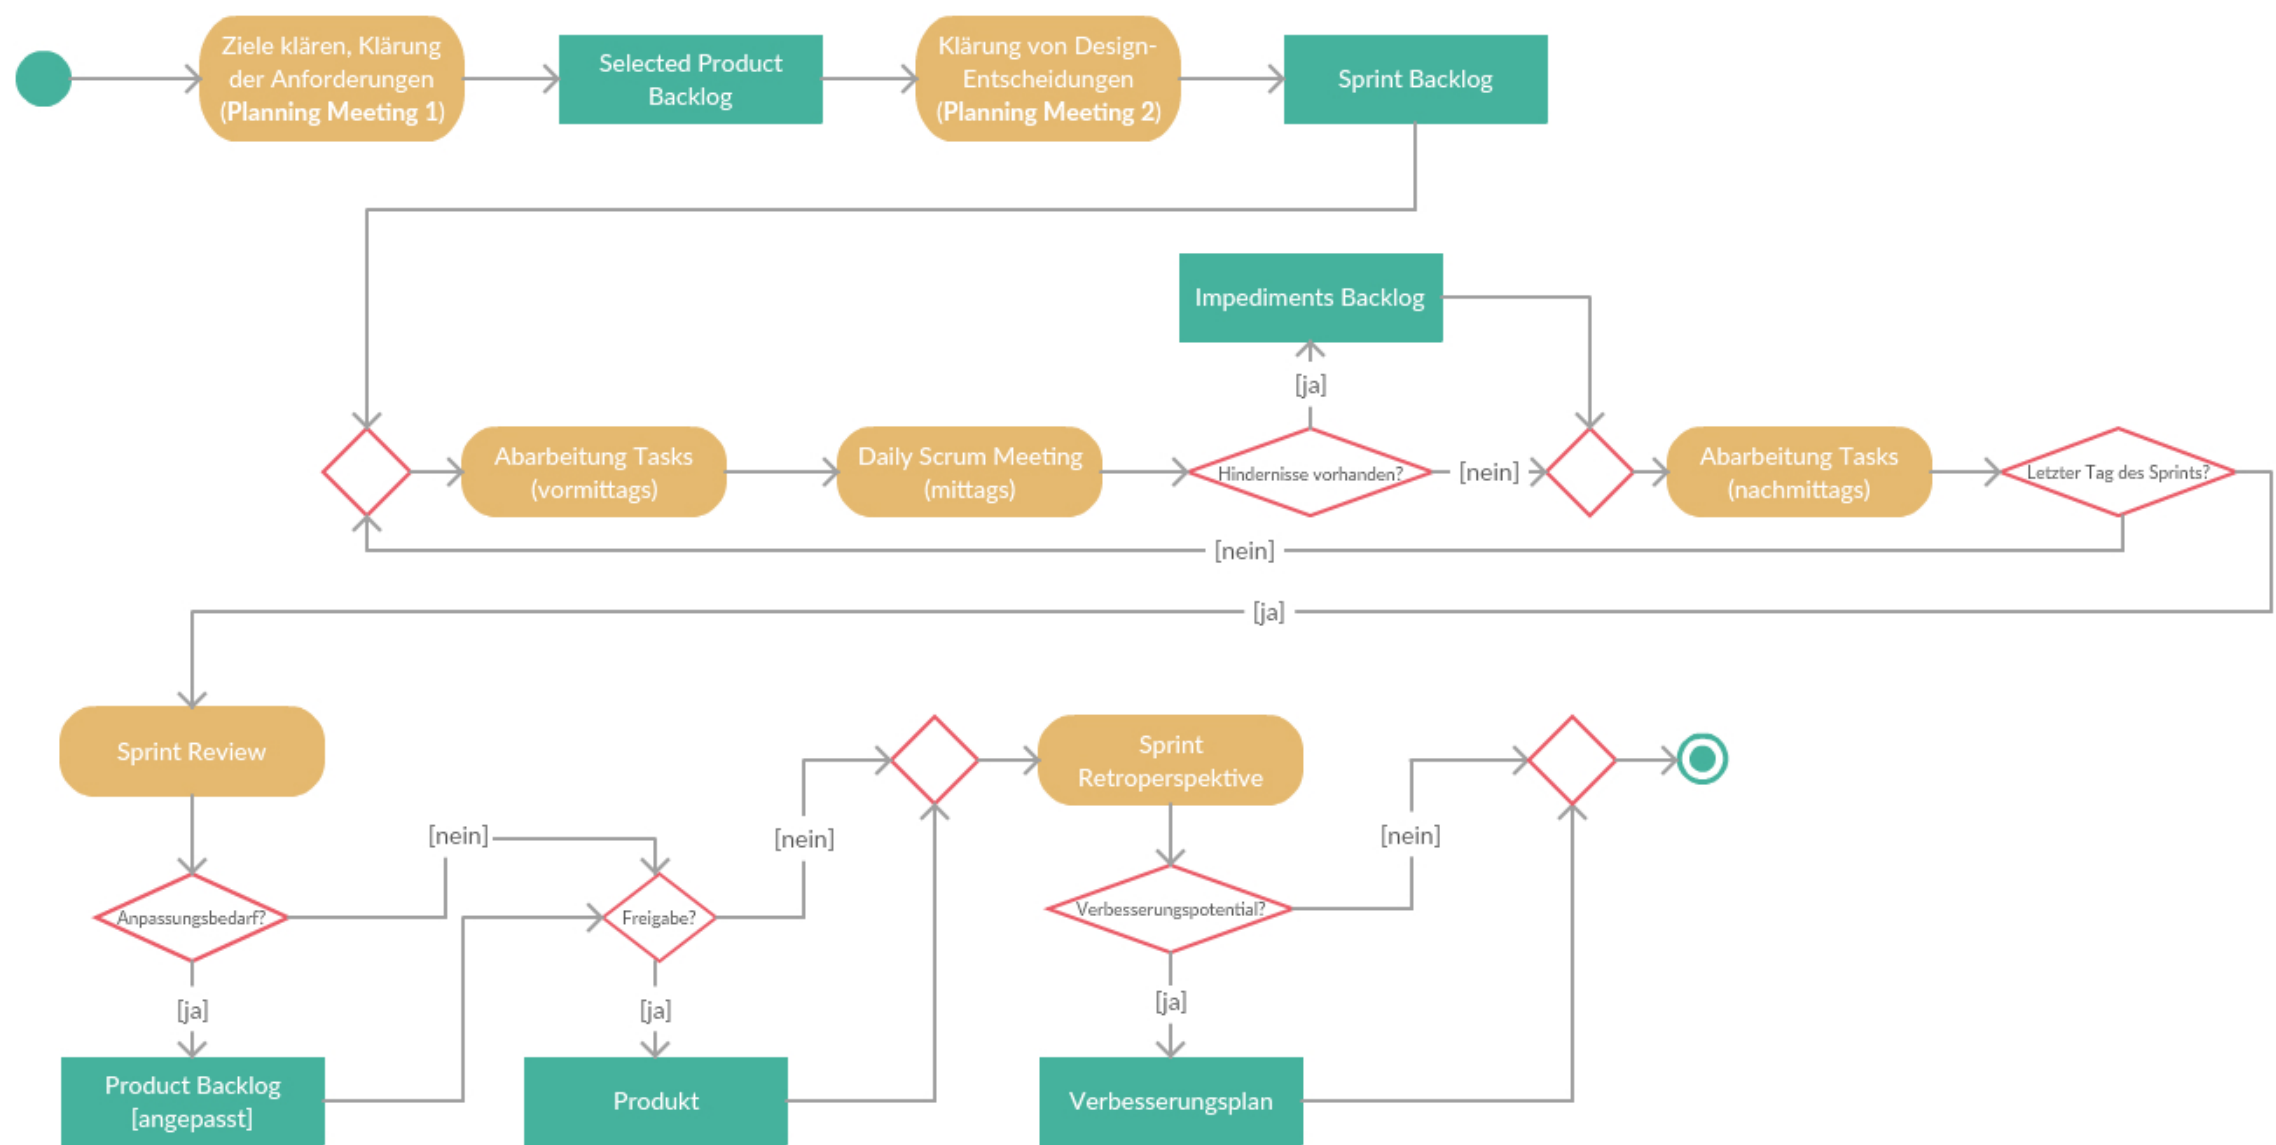 Ziele klären, Klärung
der Anforderungen
(Planning Meeting 1)
Selected Product
Backlog
Klärung von Design-
Entscheidungen
(Planning Meeting 2)
Sprint Backlog
Impediments Backlog
[ja]
Abarbeitung Tasks
(vormittags)
Daily Scrum Meeting
(mittags)
Hindernisse vorhanden?
[nein]
Abarbeitung Tasks
(nachmittags)
Letzter Tag des Sprints?
[nein]
[ja]
Sprint Review
Anpassungsbedarf?
[nein]
[ja]
Product Backlog
[angepasst]
Freigabe?
[nein]
[ja]
Produkt
Sprint
Retroperspektive
Verbesserungspotential?
[nein]
[ja]
Verbesserungsplan